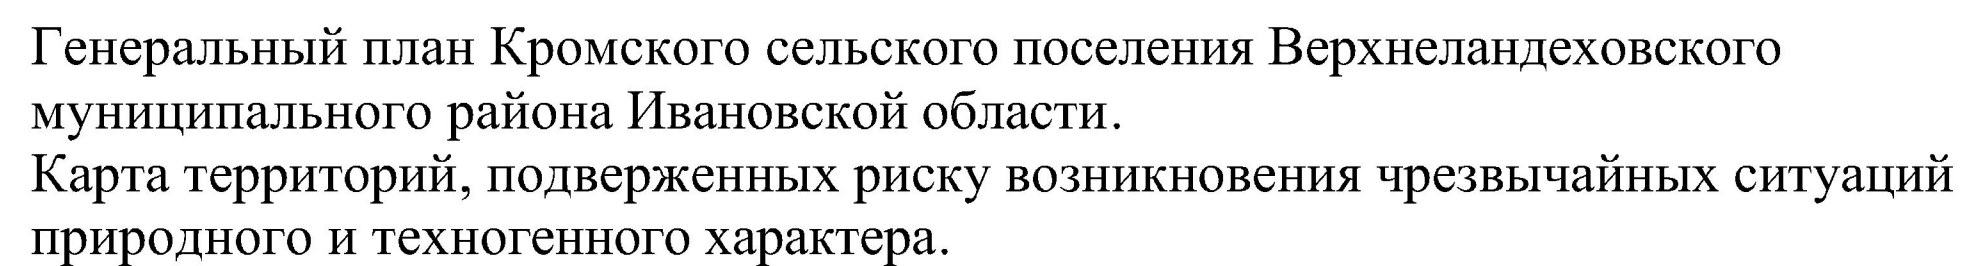 Генеральный план Кромского сельского поселения Верхнеландеховского
муниципального района Ивановской области.
Карта территорий, подверженных риску возникновения чрезвычайных ситуаций
природного и техногенного характера.